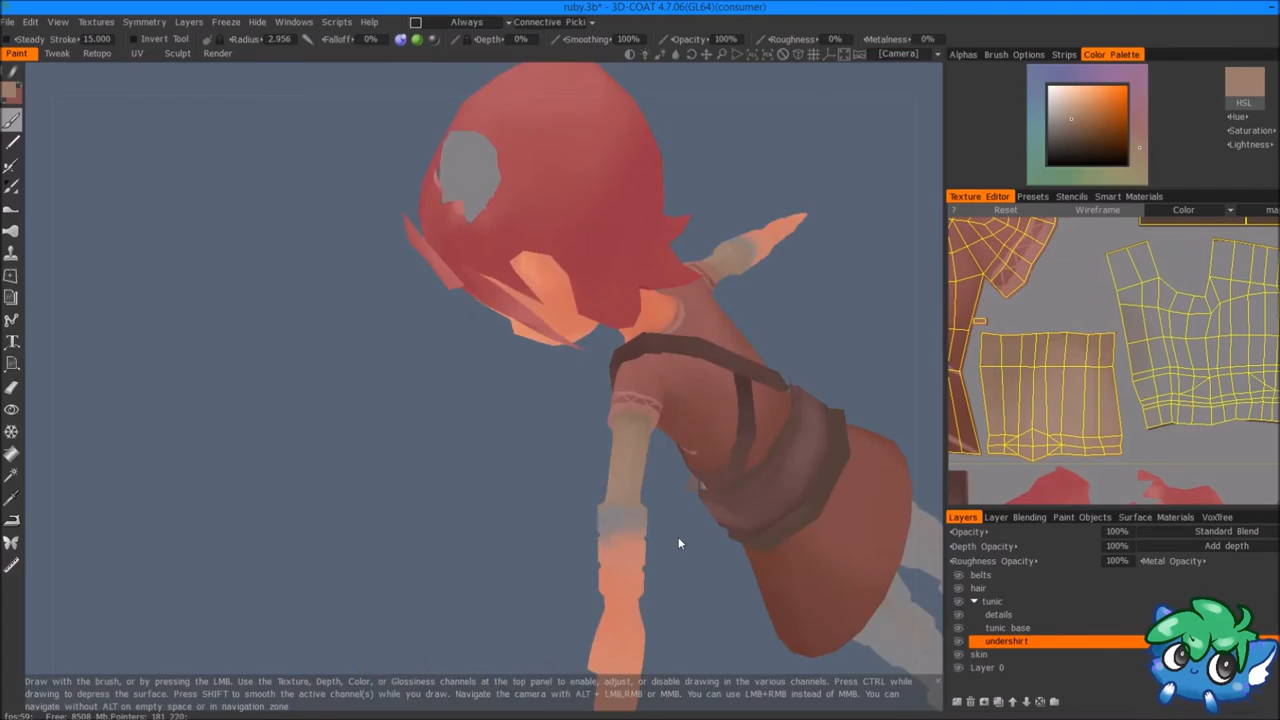 ruby.3b* - 3D-COAT 4.7.06(GL64)(consumer)
File Edit View Textures Symmetry Layers Freeze Hide Windows Scripts Help Always Connective Picki
Steady Stroke 15.000 Invert Tool Radius 2.956 Falloff 0% Depth 0% Smoothing 100% Opacity 100% Roughness 0% Metalness 0%
Paint Tweak Retopo UV Sculpt Render [Camera] Alphas Brush Options Strips Color Palette
HSL
Hue
Saturation
Lightness
Texture Editor Presets Stencils Smart Materials
? Reset Wireframe Color ma
Layers Layer Blending Paint Objects Surface Materials VoxTree
Opacity 100% Standard Blend
Depth Opacity 100% Add depth
Roughness Opacity 100% Metal Opacity
belts
hair
tunic
details
tunic base
undershirt
skin
Layer 0
Draw with the brush, or by pressing the LMB. Use the Texture, Depth, Color, or Glossiness channels at the top panel to enable, adjust, or disable drawing in the various channels. Press CTRL while
drawing to depress the surface. Press SHIFT to smooth the active channel(s) while you draw. Navigate the camera with ALT + LMB,RMB or MMB. You can use LMB+RMB instead of MMB. You can
navigate without ALT on empty space or in navigation zone
fps:59; Free: 8508 Mb,Pointers: 181 220;